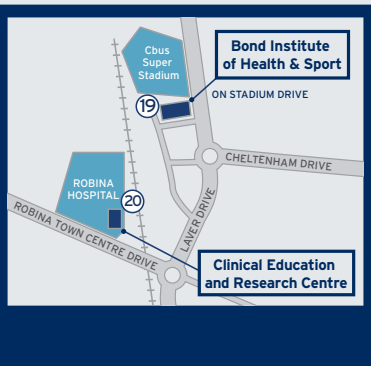 Cbus
Super
Stadium
Bond Institute
of Health & Sport
19
ON STADIUM DRIVE
CHELTENHAM DRIVE
ROBINA
HOSPITAL
20
LAVER DRIVE
ROBINA TOWN CENTRE DRIVE
Clinical Education
and Research Centre